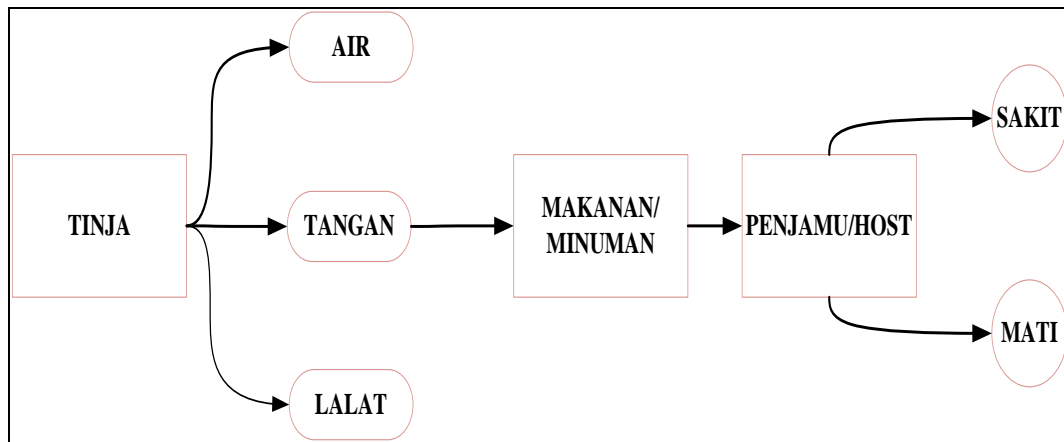 AIR
SAKIT
TINJA
TANGAN
MAKANAN/
MINUMAN
PENJAMU/HOST
LALAT
MATI